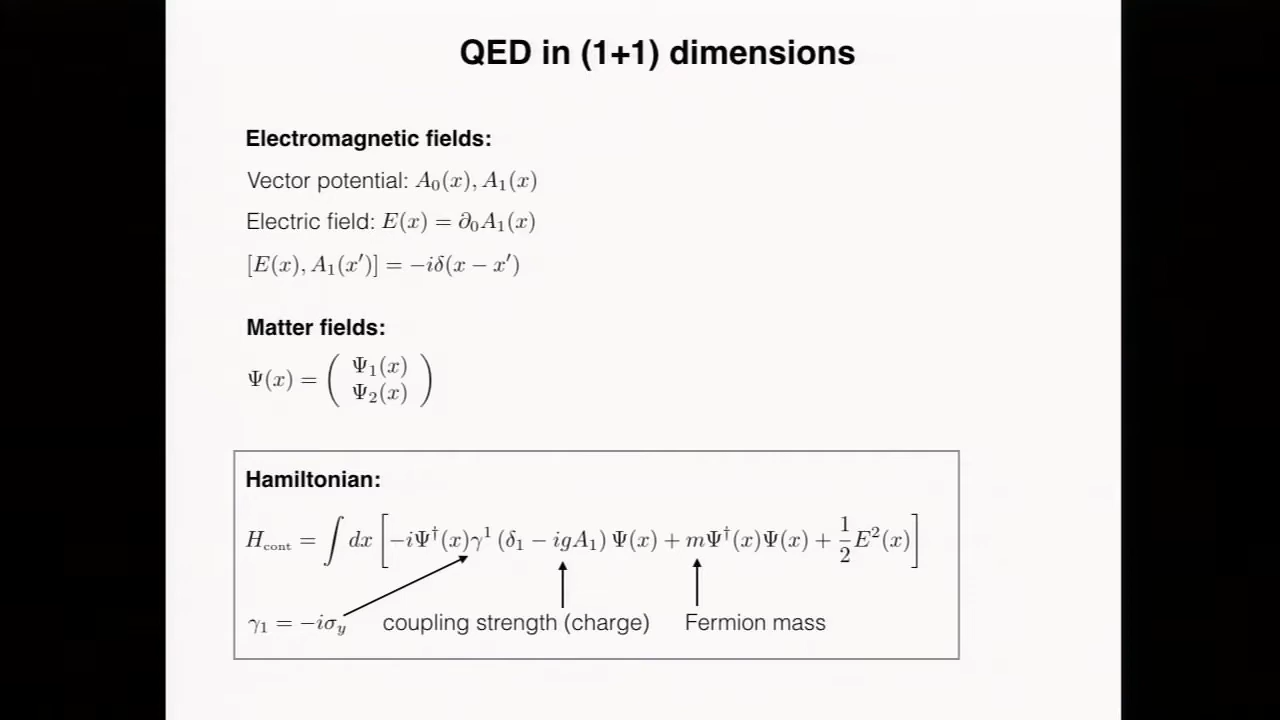 QED in (1+1) dimensions
Electromagnetic fields:
Vector potential: A₀(x), A₁(x)
Electric field: E(x) = ∂₀A₁(x)
[E(x), A₁(x′)] = −iδ(x − x′)
Matter fields:
Ψ(x) = ( Ψ₁(x) Ψ₂(x) )
Hamiltonian:
H_cont = ∫ dx [ −iΨ†(x)γ¹ (δ₁ − igA₁) Ψ(x) + mΨ†(x)Ψ(x) + ½E²(x) ]
γ₁ = −iσ_y coupling strength (charge) Fermion mass